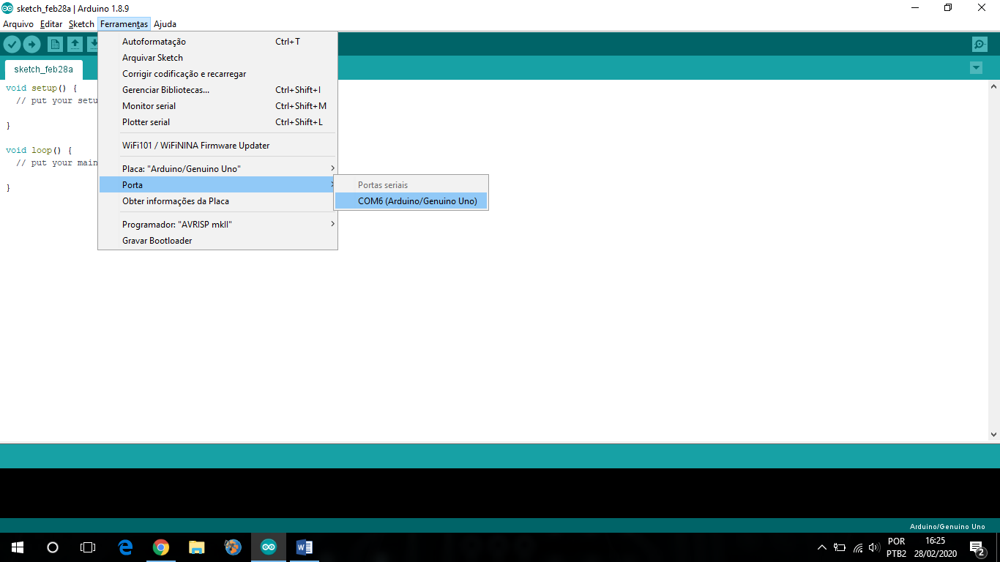 sketch_feb28a | Arduino 1.8.9
Arquivo Editar Sketch Ferramentas Ajuda
sketch_feb28a
void setup() {
// put your setu
}
void loop() {
// put your main
}
Autoformatação Ctrl+T
Arquivar Sketch
Corrigir codificação e recarregar
Gerenciar Bibliotecas... Ctrl+Shift+I
Monitor serial Ctrl+Shift+M
Plotter serial Ctrl+Shift+L
WiFi101 / WiFiNINA Firmware Updater
Placa: "Arduino/Genuino Uno"
Porta
Obter informações da Placa
Programador: "AVRISP mkII"
Gravar Bootloader
Portas seriais
COM6 (Arduino/Genuino Uno)
Arduino/Genuino Uno
POR
PTB2
16:25
28/02/2020
2